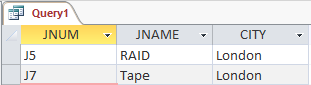 Query1
JNUM JNAME CITY
J5 RAID London
J7 Tape London